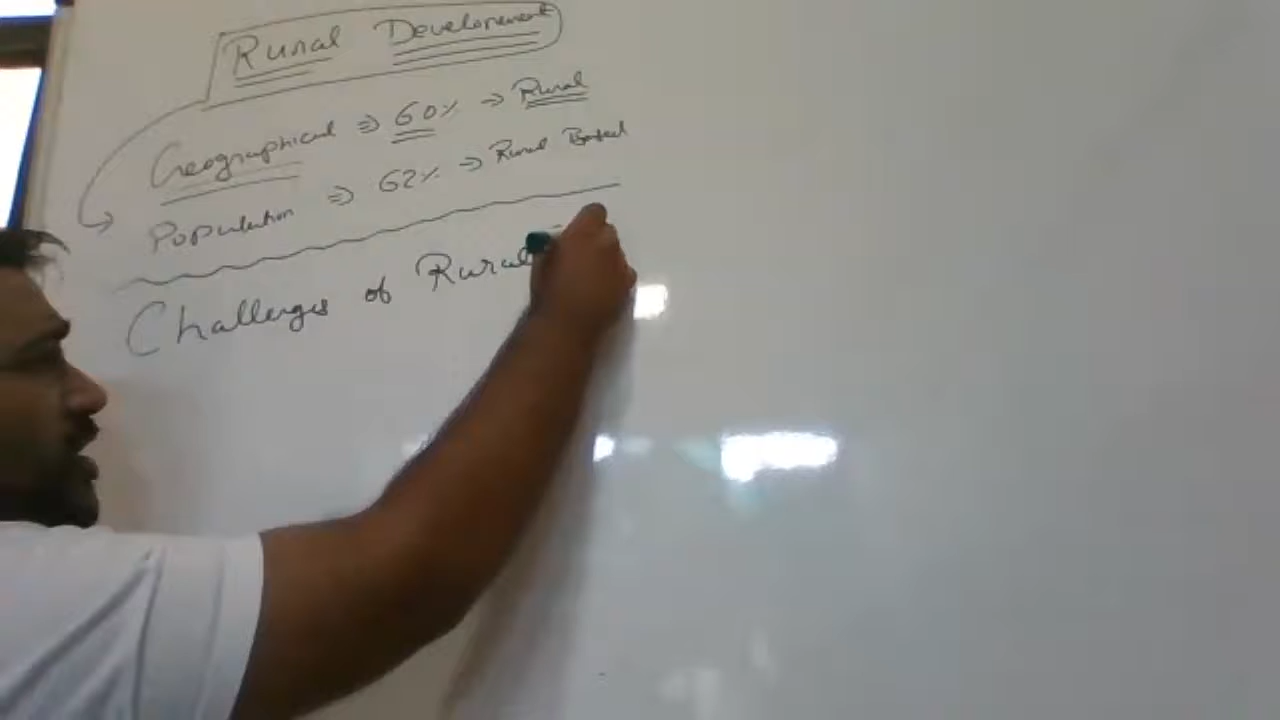 Rural Development
Geographical ⇒ 60% → Rural
Population ⇒ 62% → Rural Based
Challenges of Rural